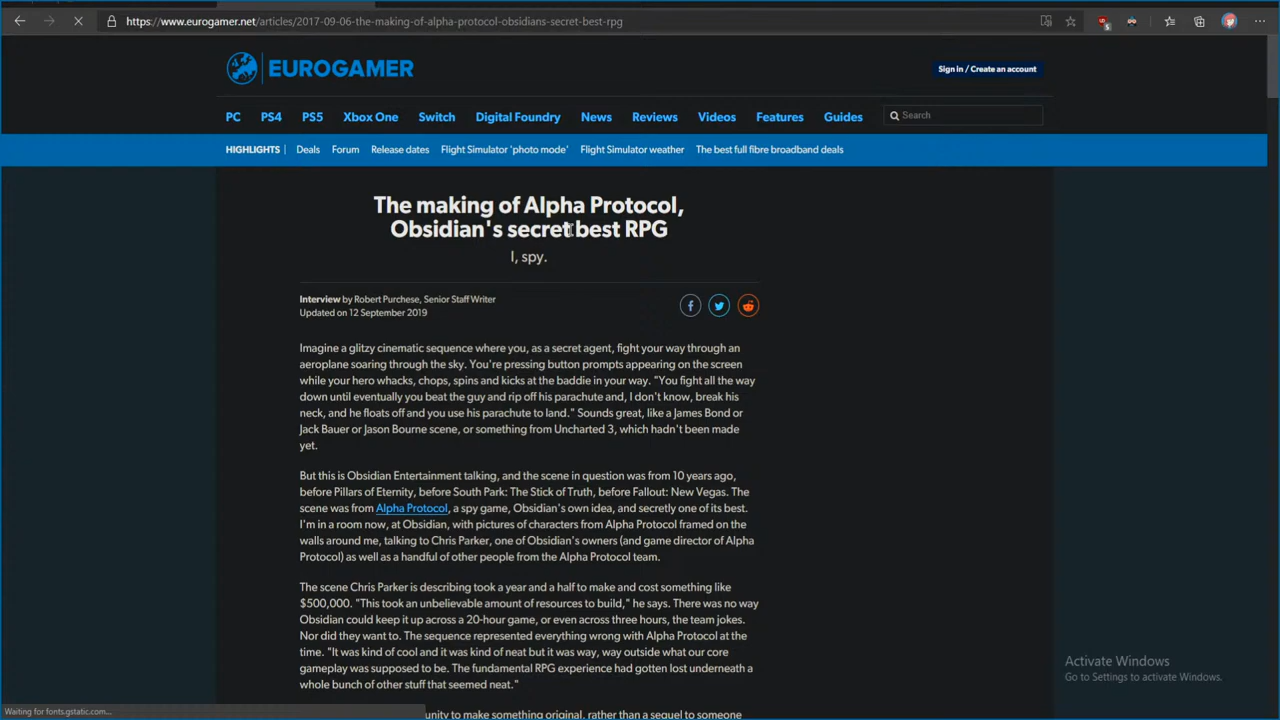 https://www.eurogamer.net/articles/2017-09-06-the-making-of-alpha-protocol-obsidians-secret-best-rpg
EUROGAMER
Sign in / Create an account
PC PS4 PS5 Xbox One Switch Digital Foundry News Reviews Videos Features Guides Search
HIGHLIGHTS | Deals Forum Release dates Flight Simulator 'photo mode' Flight Simulator weather The best full fibre broadband deals
The making of Alpha Protocol,
Obsidian's secret best RPG
I, spy.
Interview by Robert Purchese, Senior Staff Writer
Updated on 12 September 2019
Imagine a glitzy cinematic sequence where you, as a secret agent, fight your way through an
aeroplane soaring through the sky. You're pressing button prompts appearing on the screen
while your hero whacks, chops, spins and kicks at the baddie in your way. "You fight all the way
down until eventually you beat the guy and rip off his parachute and, I don't know, break his
neck, and he floats off and you use his parachute to land." Sounds great, like a James Bond or
Jack Bauer or Jason Bourne scene, or something from Uncharted 3, which hadn't been made
yet.
But this is Obsidian Entertainment talking, and the scene in question was from 10 years ago,
before Pillars of Eternity, before South Park: The Stick of Truth, before Fallout: New Vegas. The
scene was from Alpha Protocol, a spy game, Obsidian's own idea, and secretly one of its best.
I'm in a room now, at Obsidian, with pictures of characters from Alpha Protocol framed on the
walls around me, talking to Chris Parker, one of Obsidian's owners (and game director of Alpha
Protocol) as well as a handful of other people from the Alpha Protocol team.
The scene Chris Parker is describing took a year and a half to make and cost something like
$500,000. "This took an unbelievable amount of resources to build," he says. There was no way
Obsidian could keep it up across a 20-hour game, or even across three hours, the team jokes.
Nor did they want to. The sequence represented everything wrong with Alpha Protocol at the
time. "It was kind of cool and it was kind of neat but it was way, way outside what our core
gameplay was supposed to be. The fundamental RPG experience had gotten lost underneath a
whole bunch of other stuff that seemed neat."
Activate Windows
Go to Settings to activate Windows.
Waiting for fonts.gstatic.com...
to make something original, rather than a sequel to someone